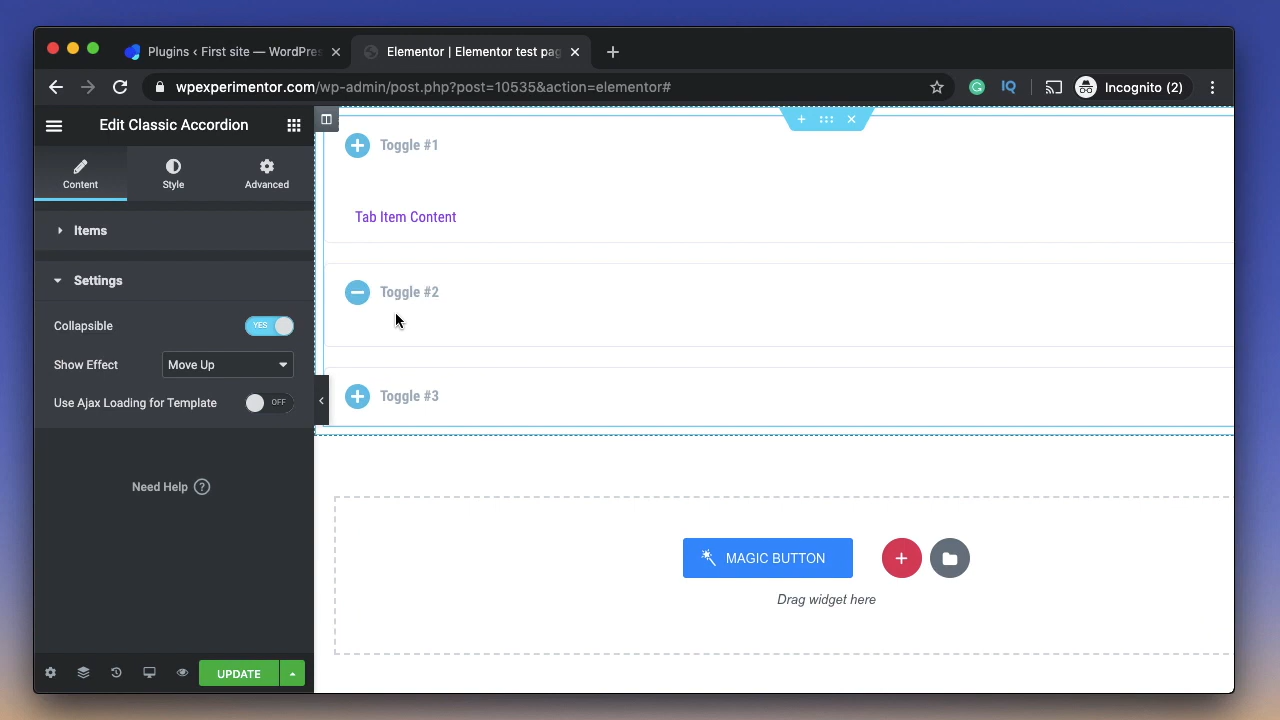 Plugins ‹ First site — WordPre
Elementor | Elementor test pag
wpexperimentor.com/wp-admin/post.php?post=10535&action=elementor#
IQ
Incognito (2)
Edit Classic Accordion
Content
Style
Advanced
Items
Settings
Collapsible
YES
Show Effect
Move Up
Use Ajax Loading for Template
OFF
Need Help ?
UPDATE
Toggle #1
Tab Item Content
Toggle #2
Toggle #3
MAGIC BUTTON
Drag widget here